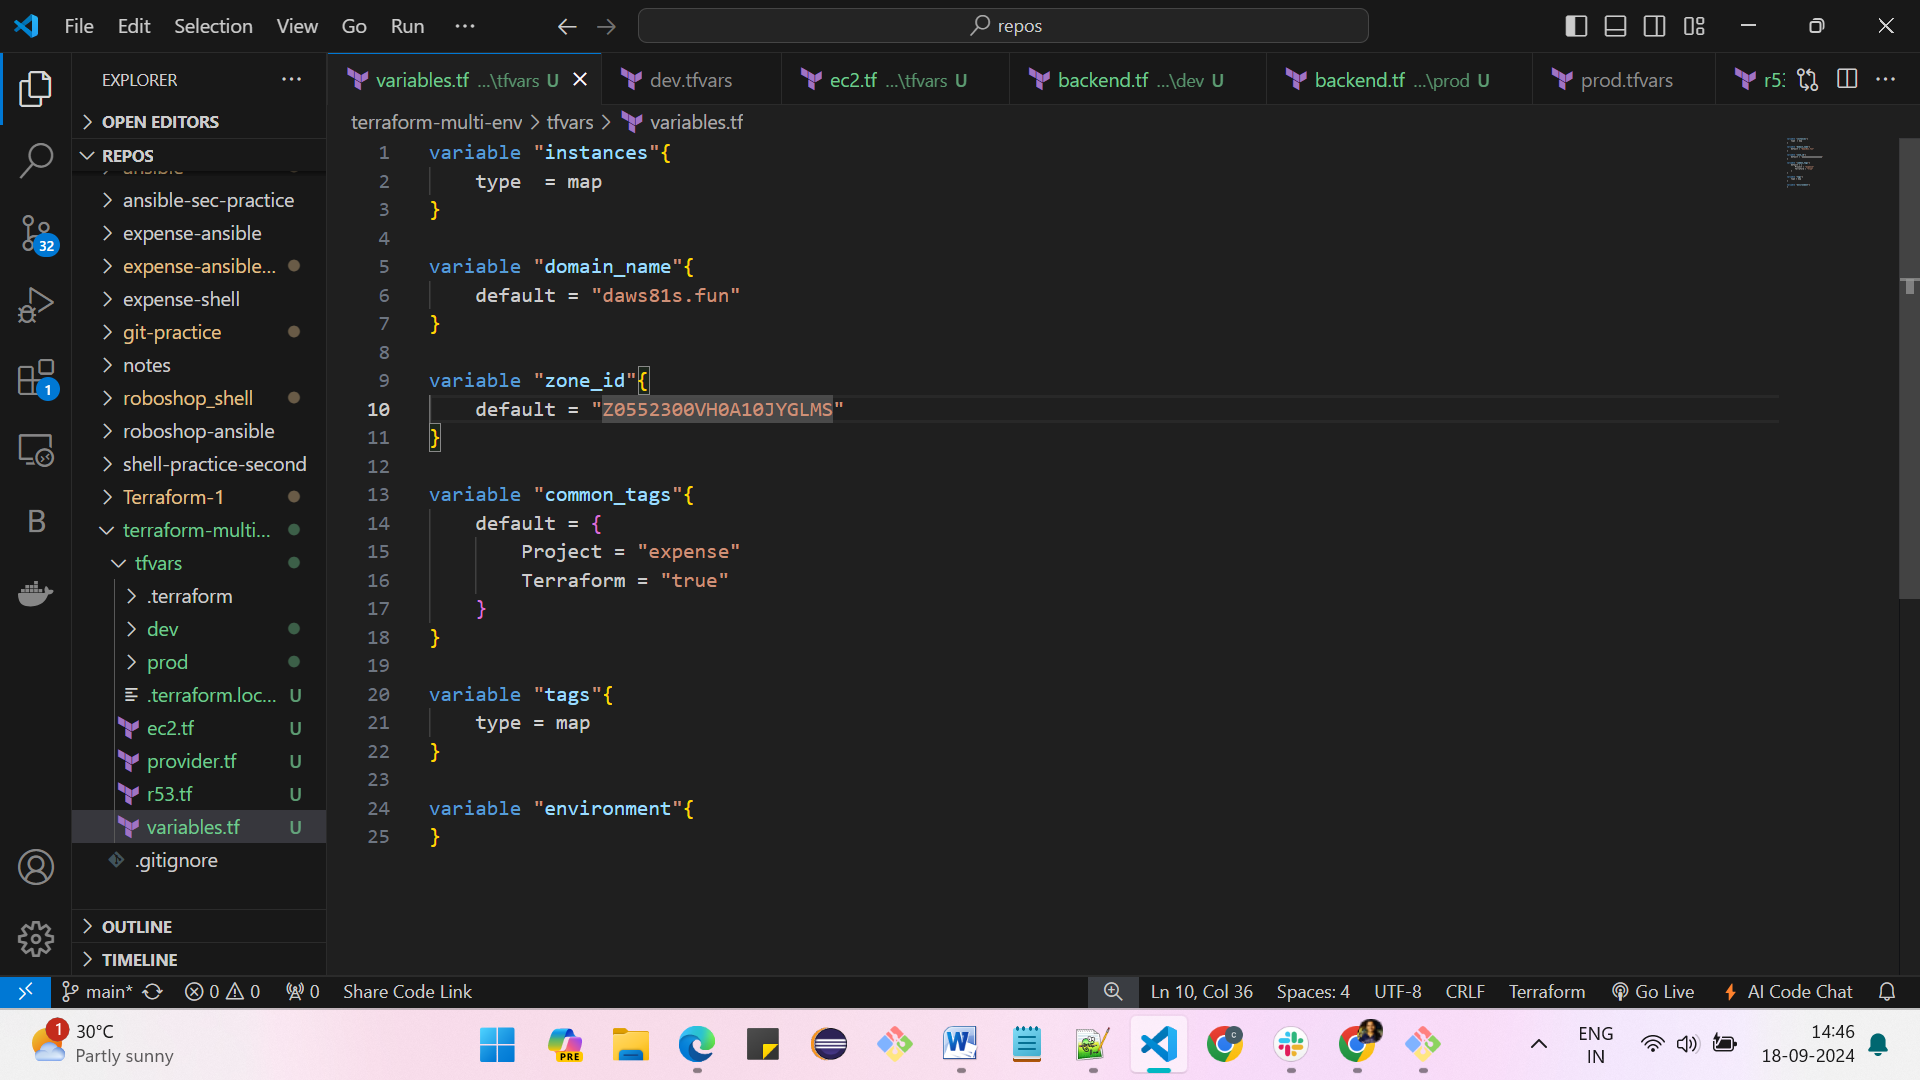 File Edit Selection View Go Run ··· repos
EXPLORER ···
OPEN EDITORS
REPOS
ansible
ansible-sec-practice
expense-ansible
expense-ansible...
expense-shell
git-practice
notes
roboshop_shell
roboshop-ansible
shell-practice-second
Terraform-1
terraform-multi...
tfvars
.terraform
dev
prod
.terraform.loc... U
ec2.tf U
provider.tf U
r53.tf U
variables.tf U
.gitignore
OUTLINE
TIMELINE
32
1
B
variables.tf ...\tfvars U dev.tfvars ec2.tf ...\tfvars U backend.tf ...\dev U backend.tf ...\prod U prod.tfvars r5: ···
terraform-multi-env > tfvars > variables.tf
1 variable "instances"{
2 type  = map
3 }
4
5 variable "domain_name"{
6 default = "daws81s.fun"
7 }
8
9 variable "zone_id"{
10 default = "Z0552300VH0A10JYGLMS"
11 }
12
13 variable "common_tags"{
14 default = {
15 Project = "expense"
16 Terraform = "true"
17 }
18 }
19
20 variable "tags"{
21 type = map
22 }
23
24 variable "environment"{
25 }
main* 0 0 0 Share Code Link Ln 10, Col 36 Spaces: 4 UTF-8 CRLF Terraform Go Live AI Code Chat
1 30°C
Partly sunny
PRE
W
C
ENG
IN
14:46
18-09-2024